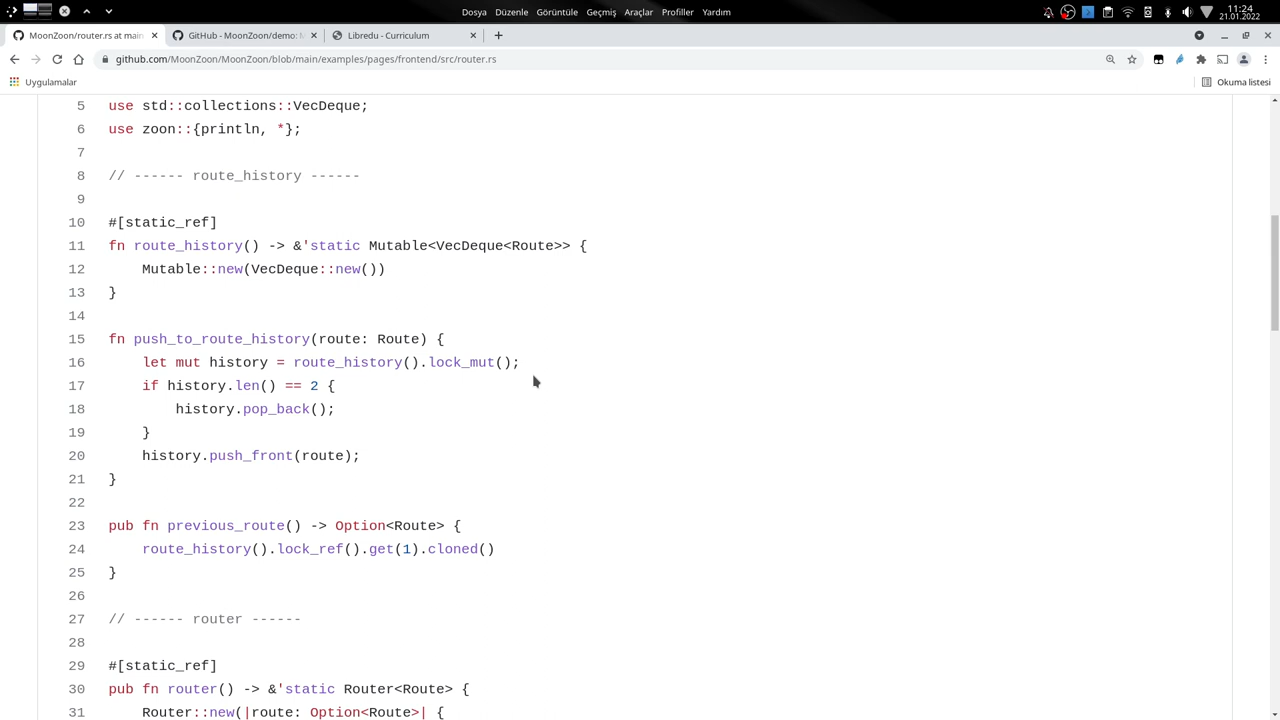 Dosya Düzenle Görüntüle Geçmiş Araçlar Profiller Yardım
11:24
21.01.2022
MoonZoon/router.rs at main
GitHub - MoonZoon/demo: M
Libredu - Curriculum
github.com/MoonZoon/MoonZoon/blob/main/examples/pages/frontend/src/router.rs
Uygulamalar
Okuma listesi
5 use std::collections::VecDeque;
6 use zoon::{println, *};
7
8 // ------ route_history ------
9
10 #[static_ref]
11 fn route_history() -> &'static Mutable<VecDeque<Route>> {
12     Mutable::new(VecDeque::new())
13 }
14
15 fn push_to_route_history(route: Route) {
16     let mut history = route_history().lock_mut();
17     if history.len() == 2 {
18         history.pop_back();
19     }
20     history.push_front(route);
21 }
22
23 pub fn previous_route() -> Option<Route> {
24     route_history().lock_ref().get(1).cloned()
25 }
26
27 // ------ router ------
28
29 #[static_ref]
30 pub fn router() -> &'static Router<Route> {
31     Router::new(|route: Option<Route>| {